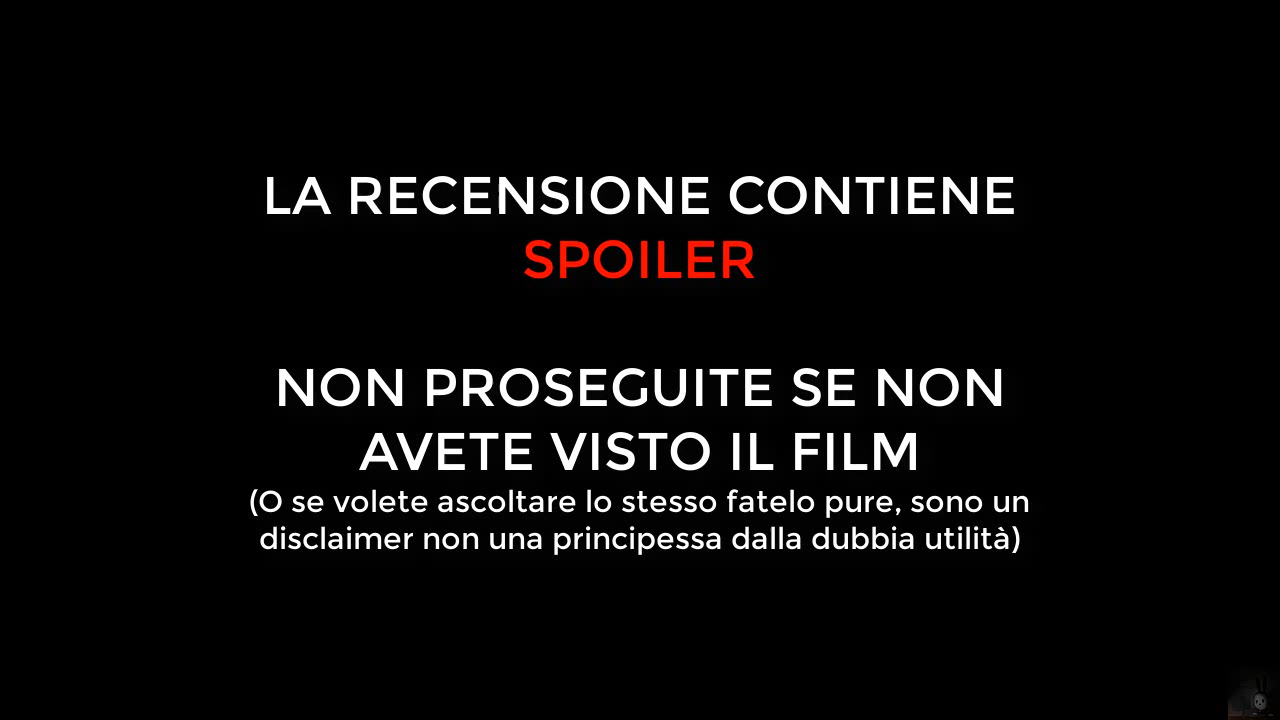 LA RECENSIONE CONTIENE
SPOILER
NON PROSEGUITE SE NON
AVETE VISTO IL FILM
(O se volete ascoltare lo stesso fatelo pure, sono un
disclaimer non una principessa dalla dubbia utilità)